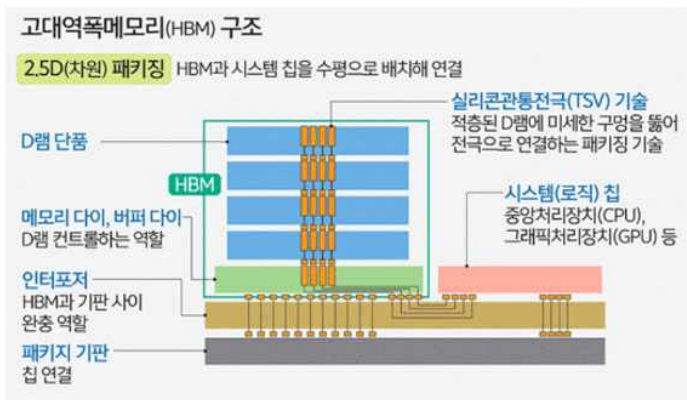 고대역폭메모리(HBM) 구조
2.5D(차원) 패키징 HBM과 시스템 칩을 수평으로 배치해 연결
실리콘관통전극(TSV) 기술
적층된 D램에 미세한 구멍을 뚫어
전극으로 연결하는 패키징 기술
D램 단품
HBM
시스템(로직) 칩
중앙처리장치(CPU),
그래픽처리장치(GPU) 등
메모리 다이, 버퍼 다이
D램 컨트롤하는 역할
인터포저
HBM과 기판 사이
완충 역할
패키지 기판
칩 연결